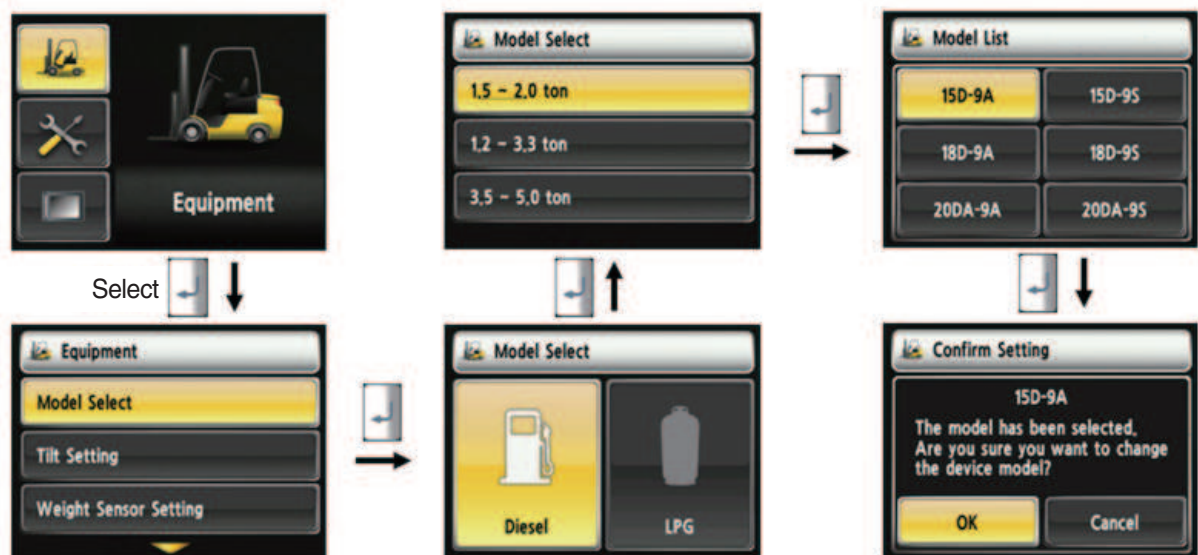 Equipment
Select
Equipment
Model Select
Tilt Setting
Weight Sensor Setting
Model Select
Diesel
LPG
Model Select
1.5 - 2.0 ton
1.2 - 3.3 ton
3.5 - 5.0 ton
Model List
15D-9A
15D-9S
18D-9A
18D-9S
20DA-9A
20DA-9S
Confirm Setting
15D-9A
The model has been selected.
Are you sure you want to change
the device model?
OK
Cancel